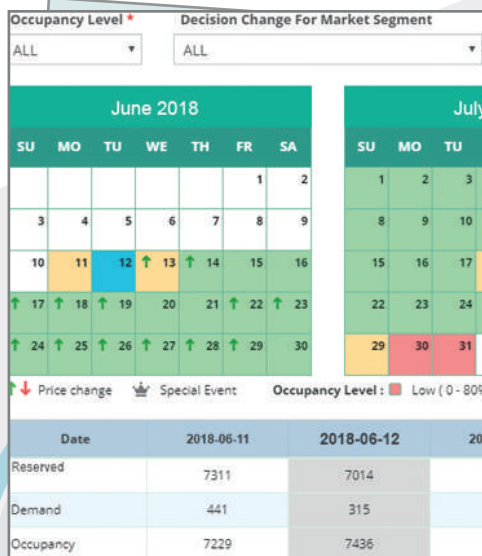 Occupancy Level * Decision Change For Market Segment
ALL ALL
June 2018 July
SU MO TU WE TH FR SA SU MO TU
1 2 1 2 3
3 4 5 6 7 8 9 8 9 10
10 11 12 ↑ 13 ↑ 14 15 16 15 16 17
↑ 17 ↑ 18 ↑ 19 20 21 ↑ 22 ↑ 23 22 23 24
↑ 24 ↑ 25 ↑ 26 ↑ 27 ↑ 28 ↑ 29 30 29 30 31
↑↓ Price change Special Event Occupancy Level : Low ( 0 - 80%
Date 2018-06-11 2018-06-12 20
Reserved 7311 7014
Demand 441 315
Occupancy 7229 7436